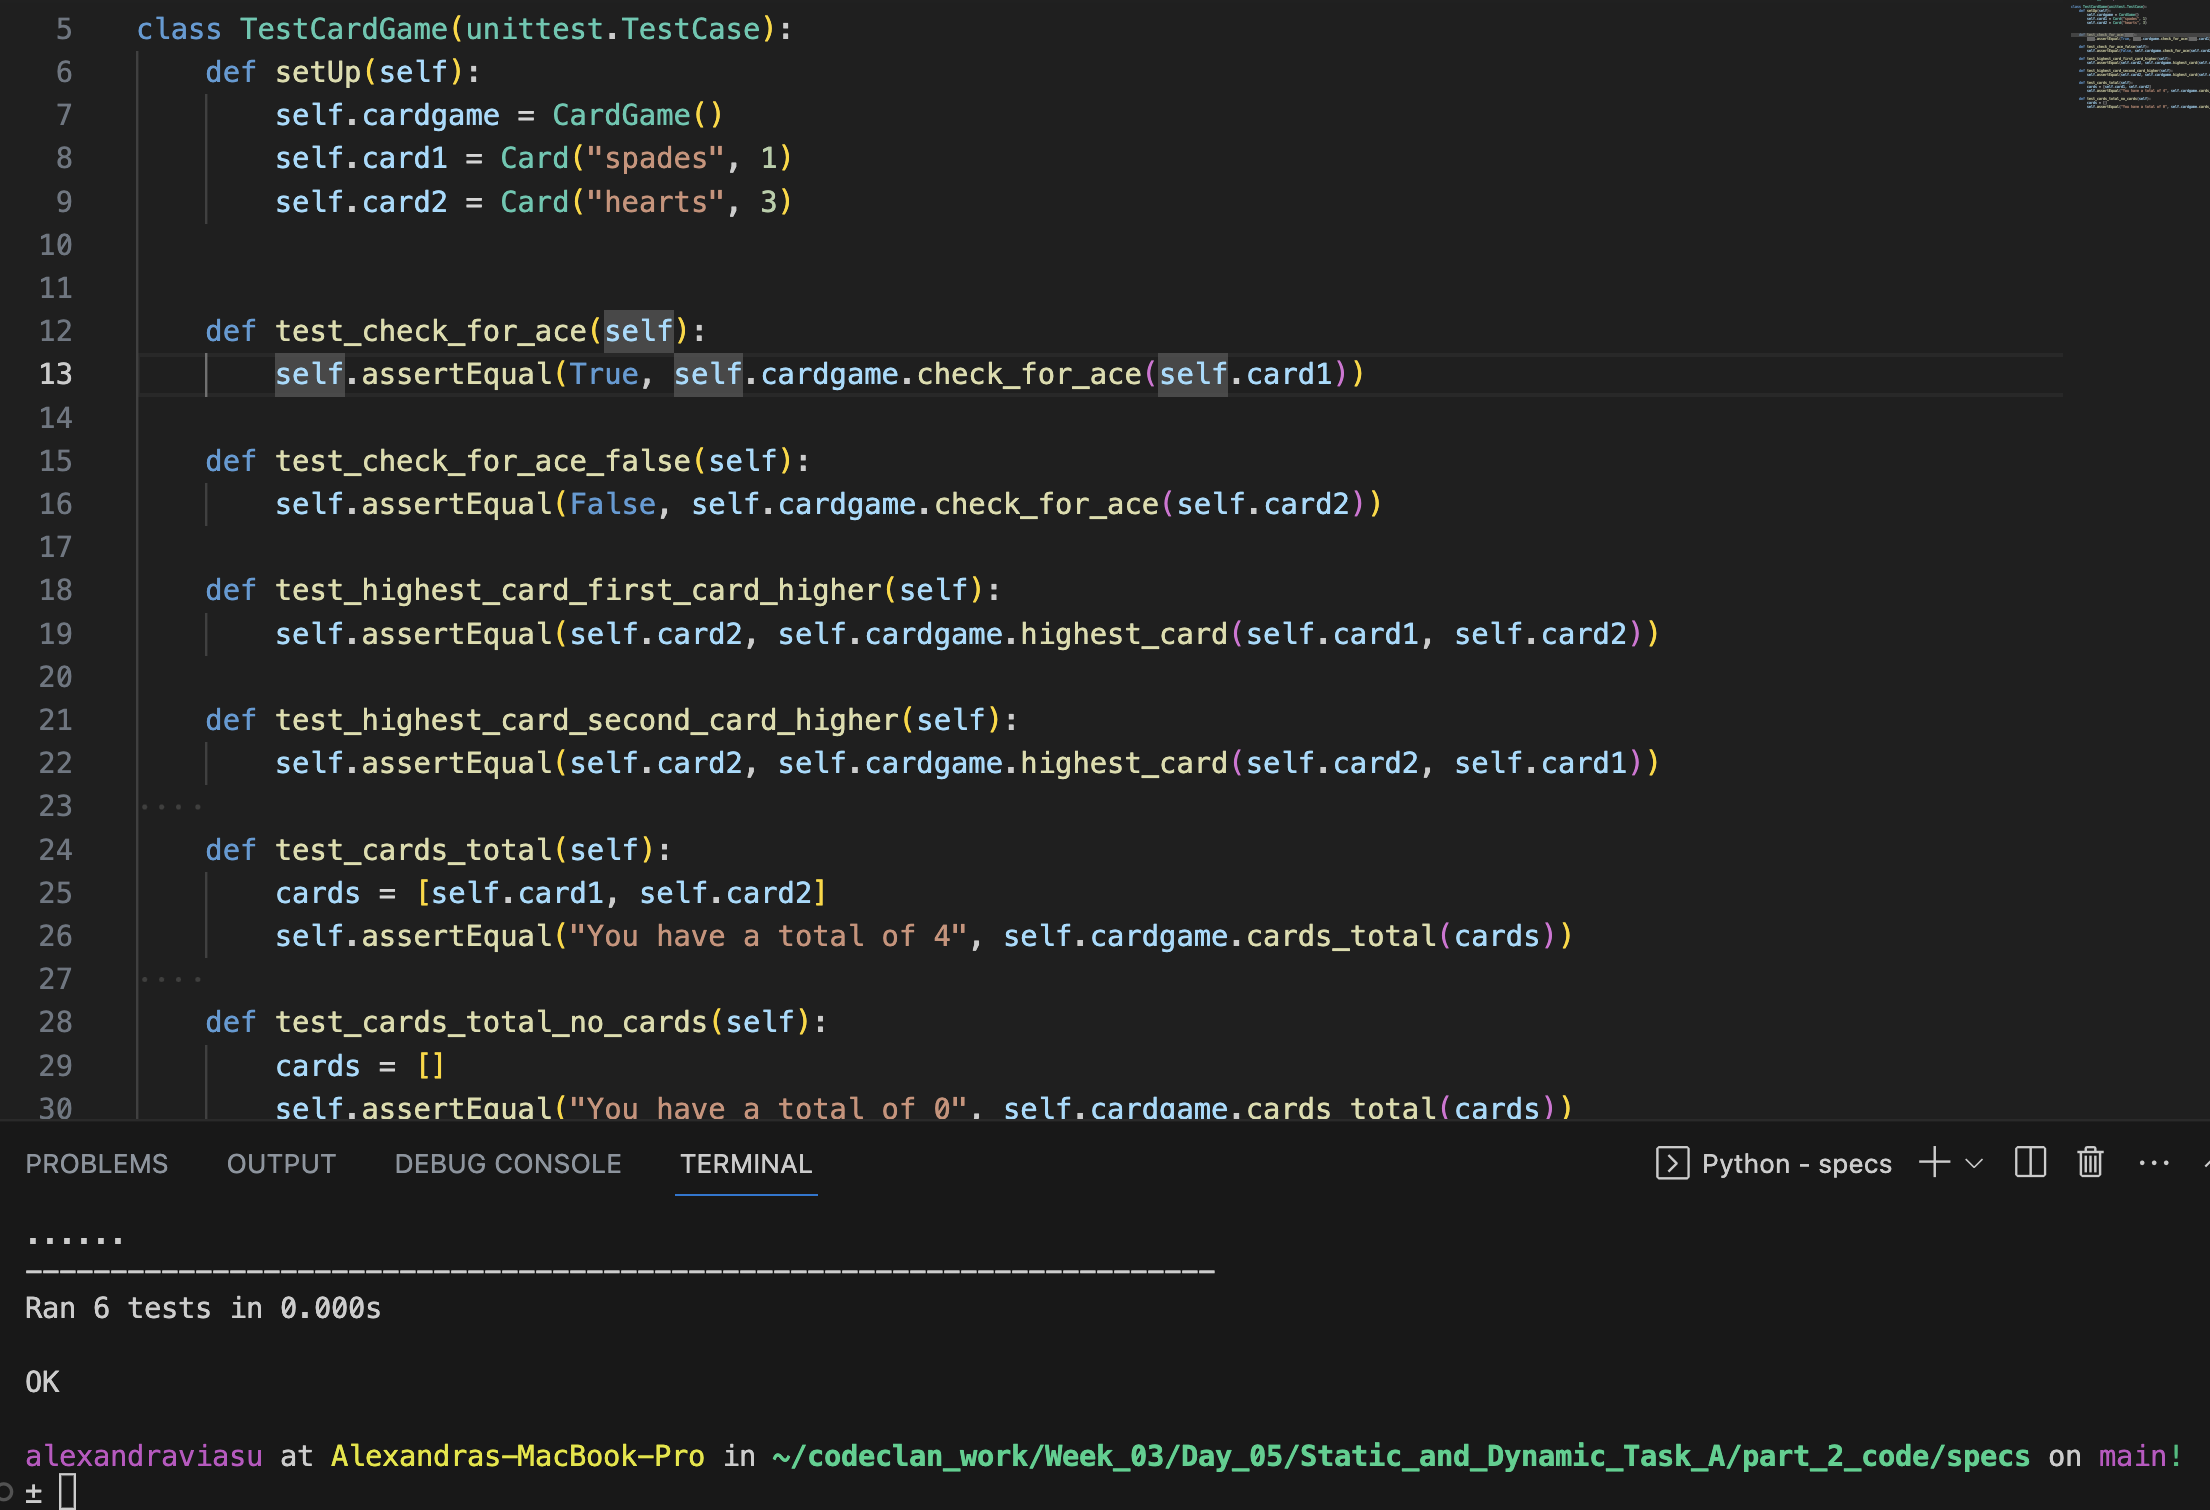 5 class TestCardGame(unittest.TestCase):
6 def setUp(self):
7 self.cardgame = CardGame()
8 self.card1 = Card("spades", 1)
9 self.card2 = Card("hearts", 3)
10
11
12 def test_check_for_ace(self):
13 self.assertEqual(True, self.cardgame.check_for_ace(self.card1))
14
15 def test_check_for_ace_false(self):
16 self.assertEqual(False, self.cardgame.check_for_ace(self.card2))
17
18 def test_highest_card_first_card_higher(self):
19 self.assertEqual(self.card2, self.cardgame.highest_card(self.card1, self.card2))
20
21 def test_highest_card_second_card_higher(self):
22 self.assertEqual(self.card2, self.cardgame.highest_card(self.card2, self.card1))
23
24 def test_cards_total(self):
25 cards = [self.card1, self.card2]
26 self.assertEqual("You have a total of 4", self.cardgame.cards_total(cards))
27
28 def test_cards_total_no_cards(self):
29 cards = []
30 self.assertEqual("You have a total of 0", self.cardgame.cards_total(cards))
PROBLEMS OUTPUT DEBUG CONSOLE TERMINAL Python - specs
......
----------------------------------------------------------------------
Ran 6 tests in 0.000s
OK
alexandraviasu at Alexandras-MacBook-Pro in ~/codeclan_work/Week_03/Day_05/Static_and_Dynamic_Task_A/part_2_code/specs on main!
±